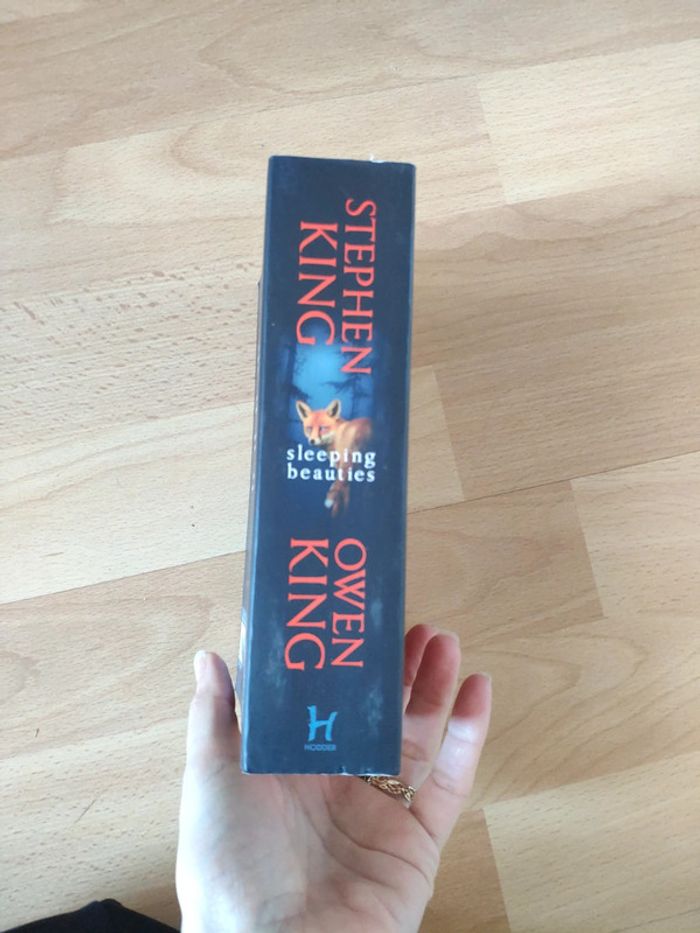 STEPHEN
KING
sleeping
beauties
OWEN
KING
H
HODDER